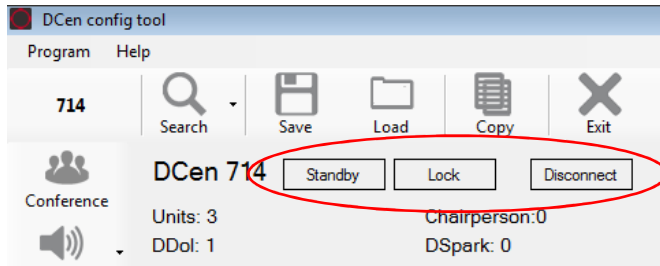 DCen config tool
Program Help
714 Search Save Load Copy Exit
DCen 714 Standby Lock Disconnect
Conference
Units: 3 Chairperson:0
DDol: 1 DSpark: 0